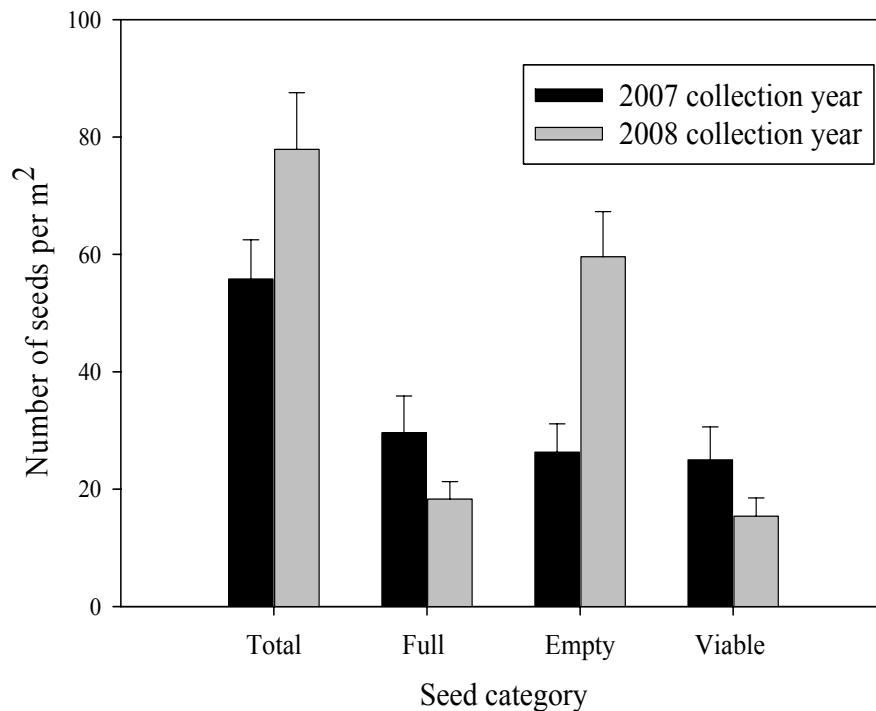 100
80
60
40
20
0
Number of seeds per m²
2007 collection year
2008 collection year
Total Full Empty Viable
Seed category